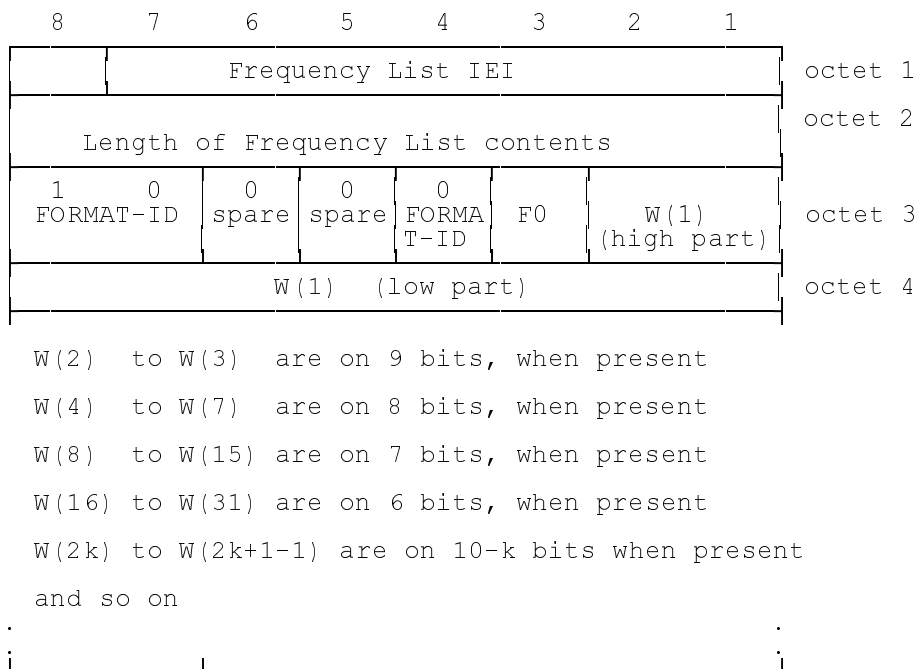 8 7 6 5 4 3 2 1
Frequency List IEI octet 1
octet 2
Length of Frequency List contents
1 0 0 0 0
FORMAT-ID spare spare FORMA F0 W(1) octet 3
T-ID (high part)
W(1) (low part) octet 4
W(2) to W(3) are on 9 bits, when present
W(4) to W(7) are on 8 bits, when present
W(8) to W(15) are on 7 bits, when present
W(16) to W(31) are on 6 bits, when present
W(2k) to W(2k+1-1) are on 10-k bits when present
and so on
. .
. .